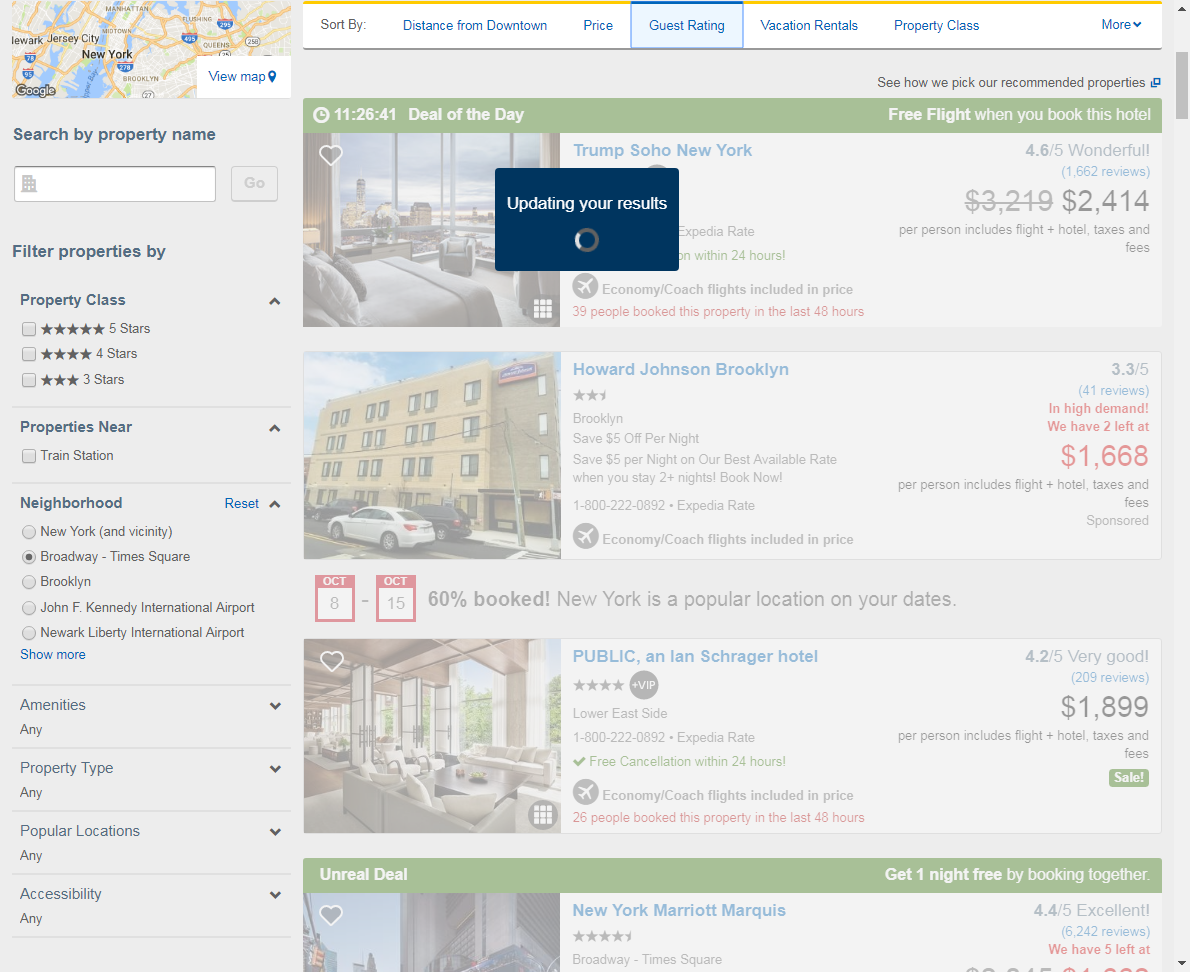 MANHATTAN
FLUSHING
MIDTOWN
lewark
Jersey City
495
QUEENS
New York
78
278
95
BROOKLYN
Google
View map
Search by property name
Go
Filter properties by
Property Class
5 Stars
4 Stars
3 Stars
Properties Near
Train Station
Neighborhood Reset
New York (and vicinity)
Broadway - Times Square
Brooklyn
John F. Kennedy International Airport
Newark Liberty International Airport
Show more
Amenities
Any
Property Type
Any
Popular Locations
Any
Accessibility
Any
Sort By: Distance from Downtown Price Guest Rating Vacation Rentals Property Class More
See how we pick our recommended properties
11:26:41 Deal of the Day Free Flight when you book this hotel
Trump Soho New York
4.6/5 Wonderful!
(1,662 reviews)
$3,219 $2,414
per person includes flight + hotel, taxes and
fees
Updating your results
Expedia Rate
n within 24 hours!
Economy/Coach flights included in price
39 people booked this property in the last 48 hours
Howard Johnson Brooklyn
3.3/5
(41 reviews)
In high demand!
We have 2 left at
$1,668
per person includes flight + hotel, taxes and
fees
Sponsored
Brooklyn
Save $5 Off Per Night
Save $5 per Night on Our Best Available Rate
when you stay 2+ nights! Book Now!
1-800-222-0892 • Expedia Rate
Economy/Coach flights included in price
OCT
8
-
OCT
15
60% booked! New York is a popular location on your dates.
PUBLIC, an Ian Schrager hotel
+VIP
Lower East Side
1-800-222-0892 • Expedia Rate
Free Cancellation within 24 hours!
Economy/Coach flights included in price
26 people booked this property in the last 48 hours
4.2/5 Very good!
(209 reviews)
$1,899
per person includes flight + hotel, taxes and
fees
Sale!
Unreal Deal Get 1 night free by booking together.
New York Marriott Marquis
Broadway - Times Square
4.4/5 Excellent!
(6,242 reviews)
We have 5 left at